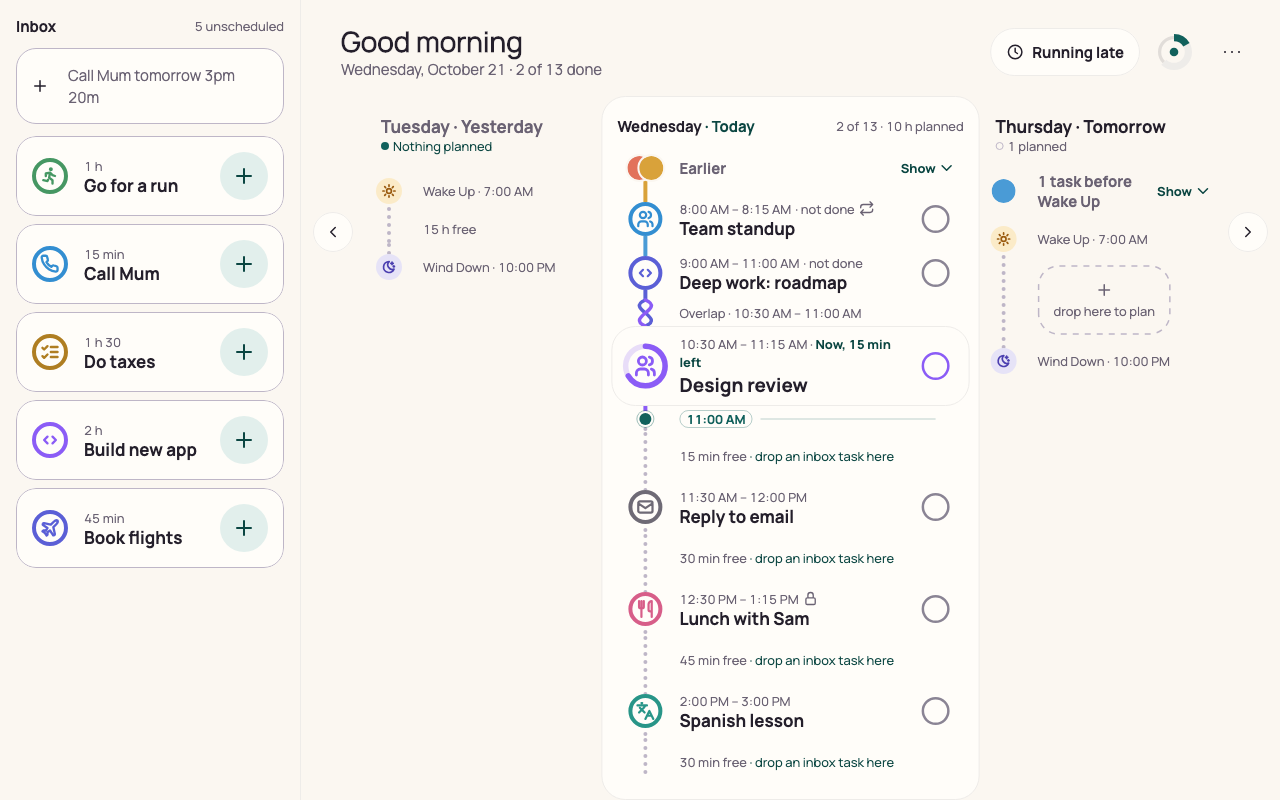 Inbox
5 unscheduled
Call Mum tomorrow 3pm
20m
1 h
Go for a run
15 min
Call Mum
1 h 30
Do taxes
2 h
Build new app
45 min
Book flights
Good morning
Wednesday, October 21 · 2 of 13 done
Running late
Tuesday · Yesterday
Nothing planned
Wake Up · 7:00 AM
15 h free
Wind Down · 10:00 PM
Wednesday · Today
2 of 13 · 10 h planned
Earlier
Show
8:00 AM – 8:15 AM · not done
Team standup
9:00 AM – 11:00 AM · not done
Deep work: roadmap
Overlap · 10:30 AM – 11:00 AM
10:30 AM – 11:15 AM · Now, 15 min
left
Design review
11:00 AM
15 min free · drop an inbox task here
11:30 AM – 12:00 PM
Reply to email
30 min free · drop an inbox task here
12:30 PM – 1:15 PM
Lunch with Sam
45 min free · drop an inbox task here
2:00 PM – 3:00 PM
Spanish lesson
30 min free · drop an inbox task here
Thursday · Tomorrow
1 planned
1 task before
Wake Up
Show
Wake Up · 7:00 AM
drop here to plan
Wind Down · 10:00 PM